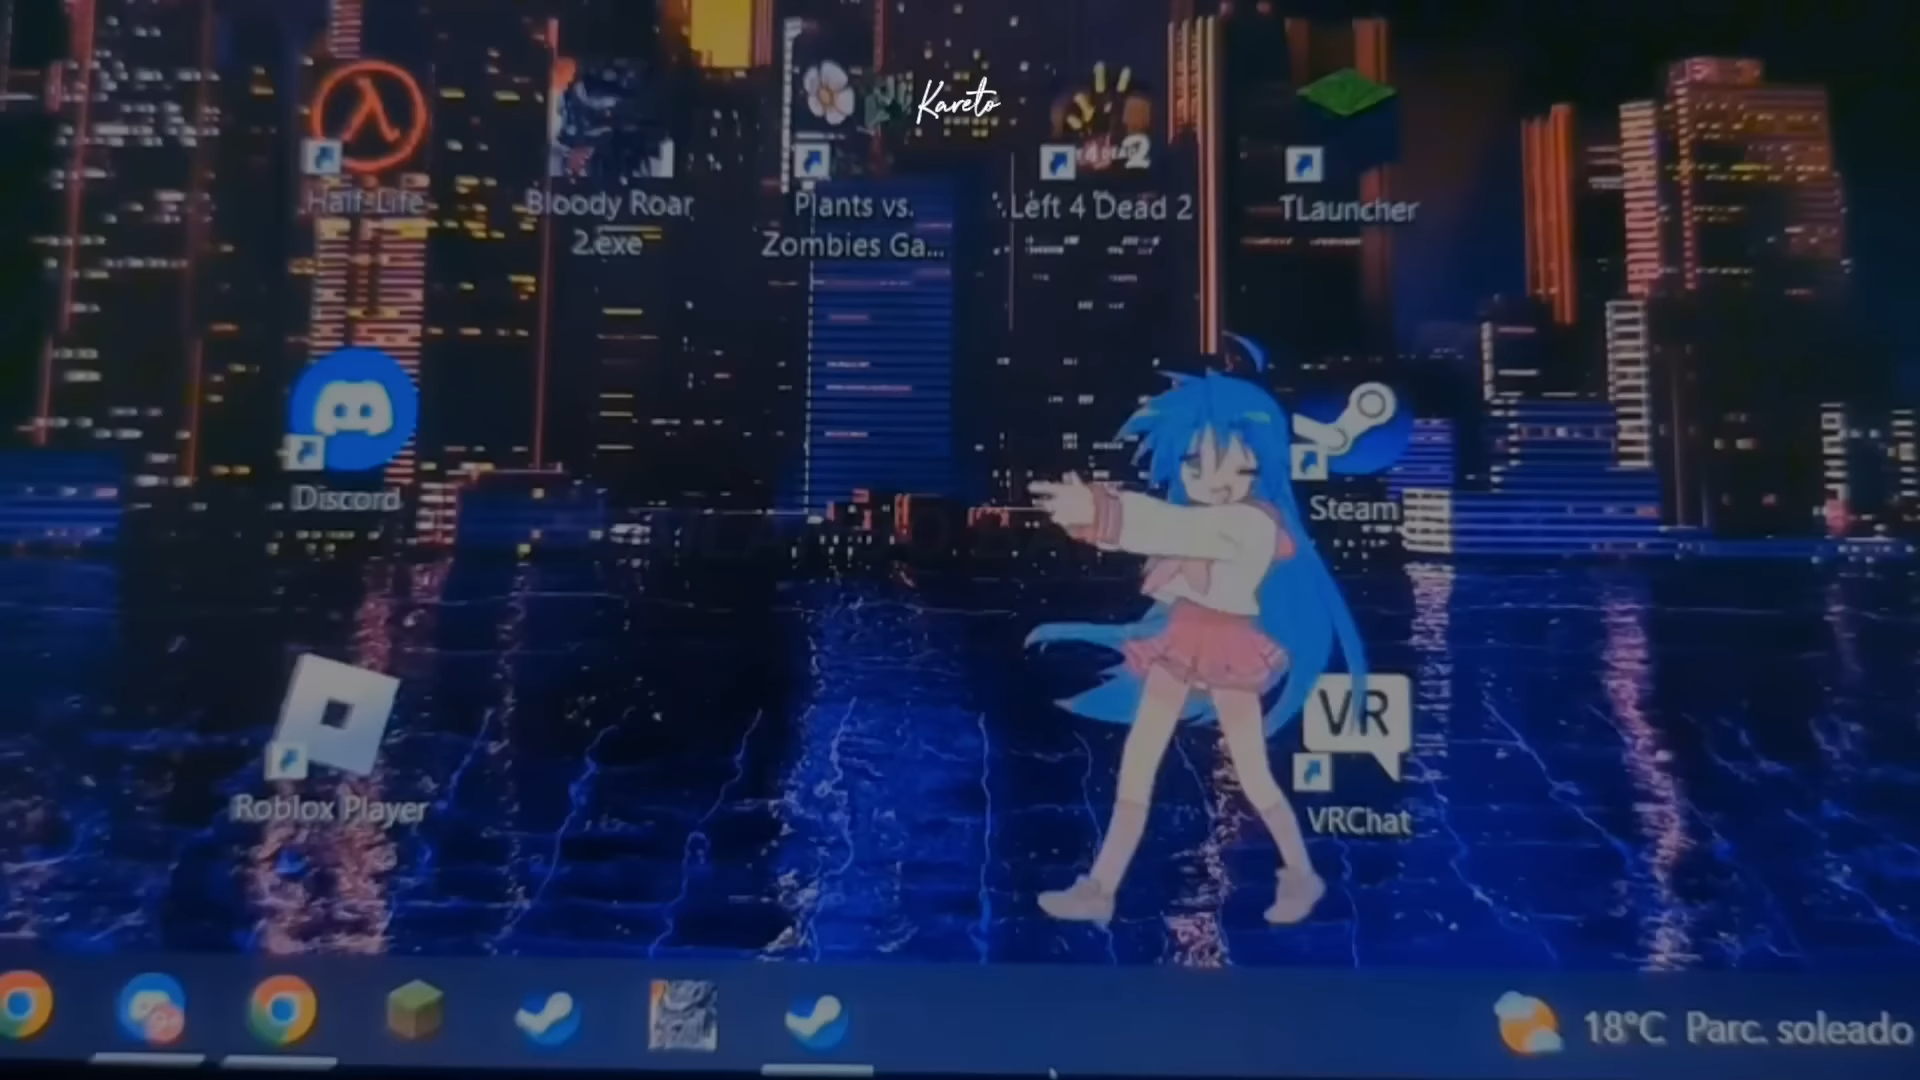 Kareto
Half-Life
Bloody Roar
2.exe
Plants vs.
Zombies Ga...
Left 4 Dead 2
2
TLauncher
Discord
Steam
Roblox Player
VR
VRChat
18°C Parc. soleado